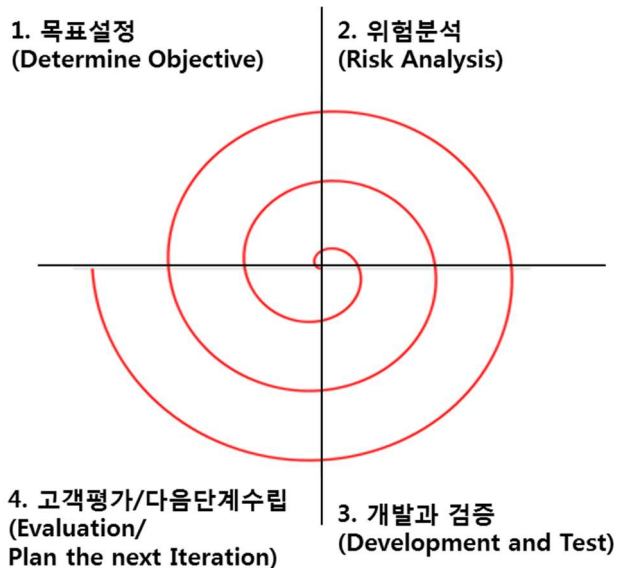 1. 목표설정
(Determine Objective)
2. 위험분석
(Risk Analysis)
4. 고객평가/다음단계수립
(Evaluation/
Plan the next Iteration)
3. 개발과 검증
(Development and Test)